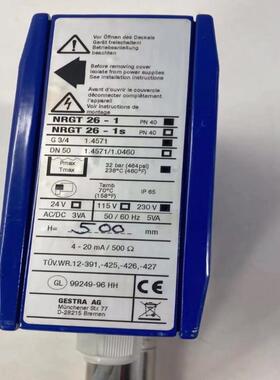 Vor Öffnen des Deckels
Gerät freischalten!
Betriebsanleitung
beachten
Before removing cover
isolate from power supplies
See installation instructions
Avant d'ouvrir le couvercle
déconnecter complètement
l'appareil.
Voir instructions de
montage
NRGT 26 - 1 PN 40
NRGT 26 - 1s PN 40
G 3/4 1.4571
DN 50 1.4571/1.0460
Pmax 32 bar (464psi)
Tmax 238°C (460°F)
Tamb
70°C
(158°F) IP 65
24 V 115 V 230 V
AC/DC 3VA 50 / 60 Hz 5VA
H= 500 mm
4 - 20 mA / 500 Ω
TÜV.WR.12-391,-425,-426,-427
GL 99249-96 HH
GESTRA AG
Münchener Str. 77
D-28215 Bremen
CE